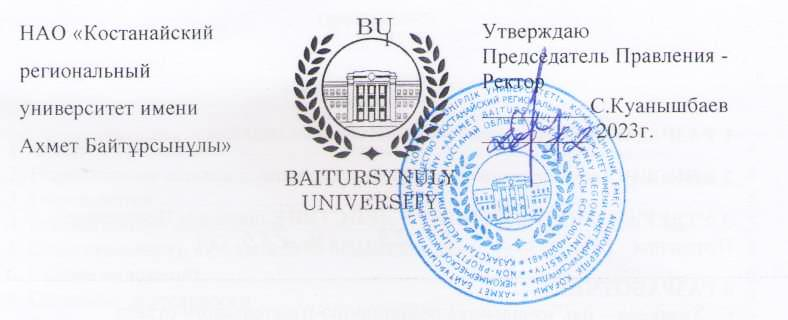 НАО «Костанайский
региональный
университет имени
Ахмет Байтұрсынұлы»
BU
BAITURSYNULY
UNIVERSITY
Утверждаю
Председатель Правления -
Ректор
С.Куанышбаев
2023г.